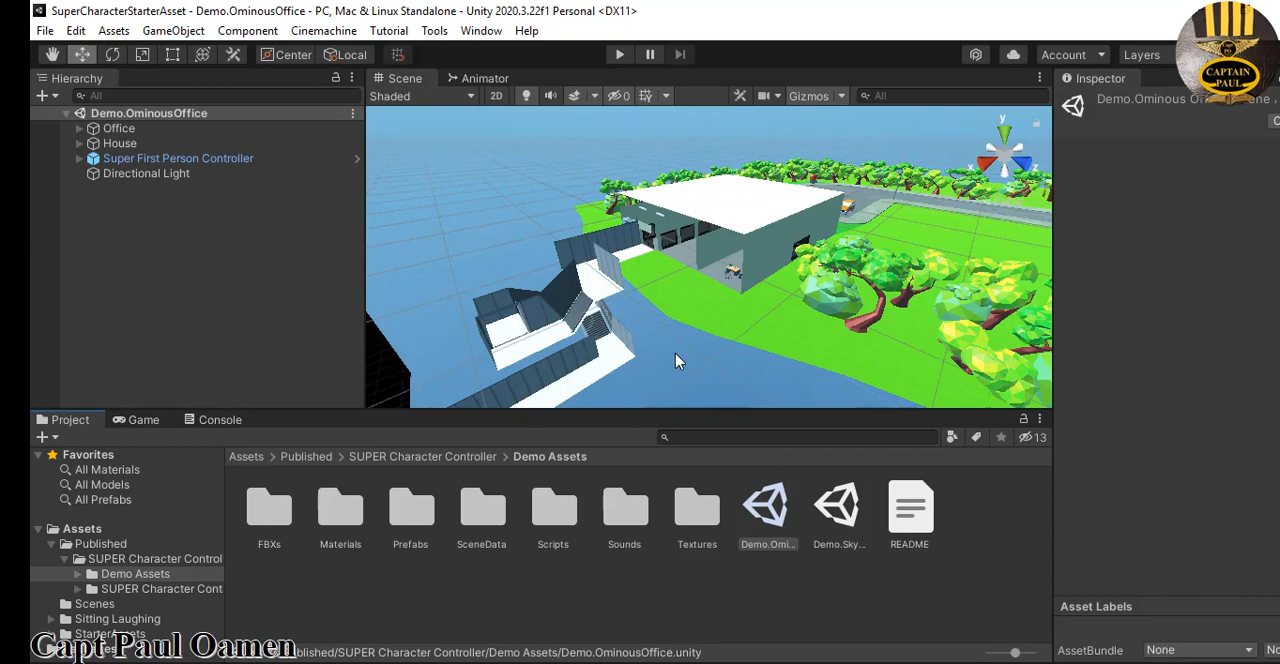 SuperCharacterStarterAsset - Demo.OminousOffice - PC, Mac & Linux Standalone - Unity 2020.3.22f1 Personal <DX11>
File Edit Assets GameObject Component Cinemachine Tutorial Tools Window Help
Center Local Account Layers
CAPTAIN PAUL
Hierarchy Scene Animator Inspector
All Shaded 2D 0 Gizmos All
Demo.OminousOffice
Office
House
Super First Person Controller
Directional Light
y
x
z
Demo.Ominous
Project Game Console
13
Favorites
All Materials
All Models
All Prefabs
Assets
Published
SUPER Character Control
Demo Assets
SUPER Character Cont
Scenes
Sitting Laughing
StarterAssets
Assets > Published > SUPER Character Controller > Demo Assets
FBXs Materials Prefabs SceneData Scripts Sounds Textures Demo.Omi... Demo.Sky... README
ublished/SUPER Character Controller/Demo Assets/Demo.OminousOffice.unity
Asset Labels
AssetBundle None No
Capt Paul Oamen